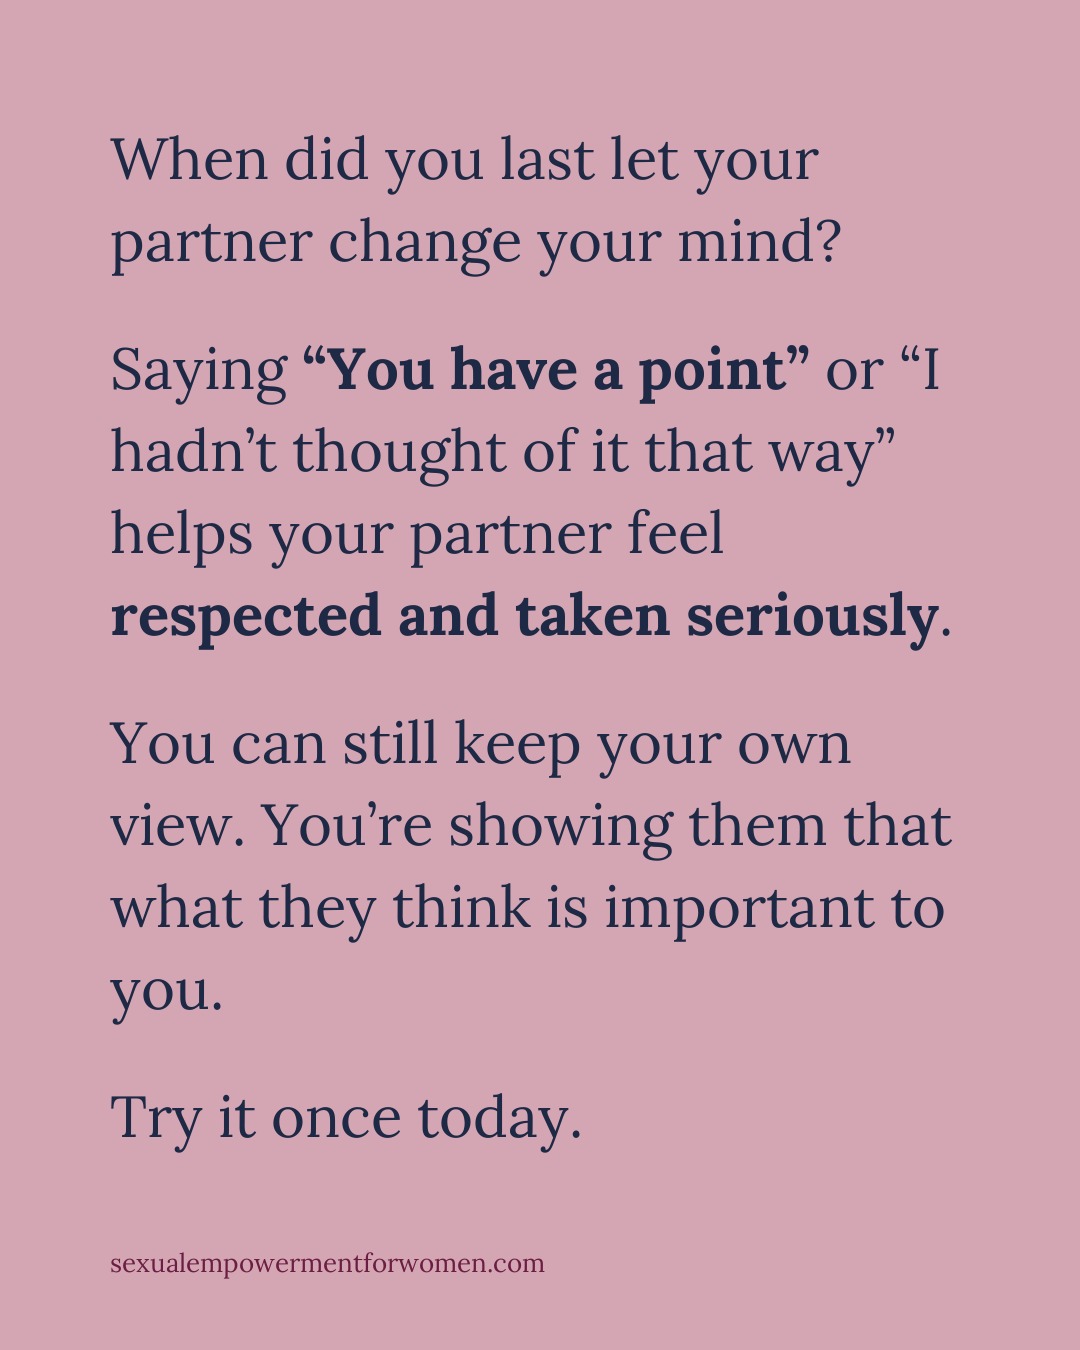 When did you last let your
partner change your mind?
Saying “You have a point” or “I
hadn’t thought of it that way”
helps your partner feel
respected and taken seriously.
You can still keep your own
view. You’re showing them that
what they think is important to
you.
Try it once today.
sexualempowermentforwomen.com